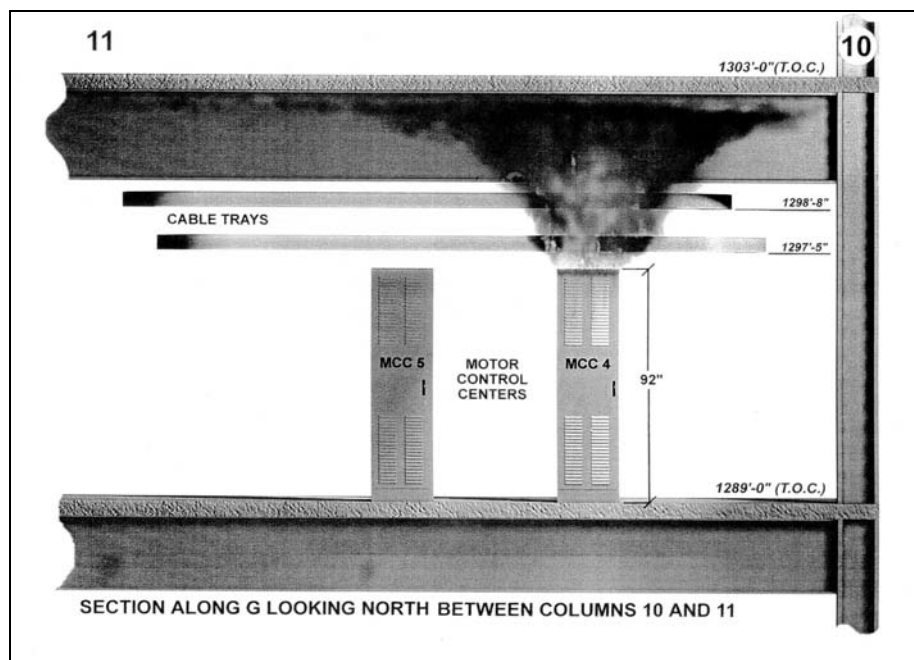 11
10
1303'-0"(T.O.C.)
1298'-8"
CABLE TRAYS
1297'-5"
MCC 5
MOTOR
CONTROL
CENTERS
MCC 4
92"
1289'-0" (T.O.C.)
SECTION ALONG G LOOKING NORTH BETWEEN COLUMNS 10 AND 11